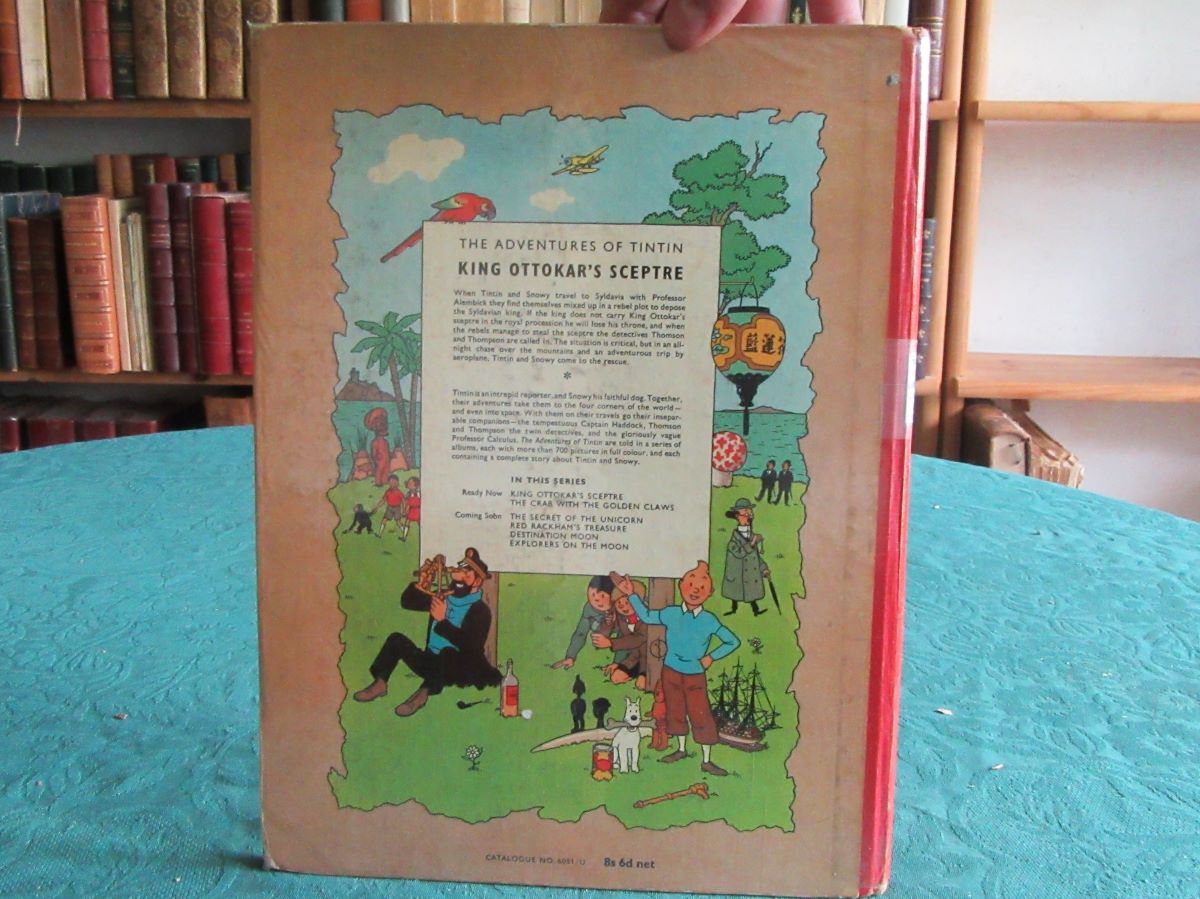 THE ADVENTURES OF TINTIN
KING OTTOKAR'S SCEPTRE
When Tintin and Snowy travel to Syldavia with Professor
Alembick they find themselves mixed up in a rebel plot to depose
the Syldavian king. If the king does not carry King Ottokar's
sceptre in the royal procession he will lose his throne, and when
the rebels manage to steal the sceptre the detectives Thomson
and Thompson are called in. The situation is critical, but in an all-
night chase over the mountains and an adventurous trip by
aeroplane, Tintin and Snowy come to the rescue.
*
Tintin is an intrepid reporter, and Snowy his faithful dog. Together,
their adventures take them to the four corners of the world—
and even into space. With them on their travels go their insepar-
able companions—the tempestuous Captain Haddock, Thomson
and Thompson the twin detectives, and the gloriously vague
Professor Calculus. The Adventures of Tintin are told in a series of
albums, each with more than 700 pictures in full colour, and each
containing a complete story about Tintin and Snowy.
IN THIS SERIES
Ready Now KING OTTOKAR'S SCEPTRE
THE CRAB WITH THE GOLDEN CLAWS
Coming Soon THE SECRET OF THE UNICORN
RED RACKHAM'S TREASURE
DESTINATION MOON
EXPLORERS ON THE MOON
藍蓮
CATALOGUE NO. 6051/U 8s 6d net